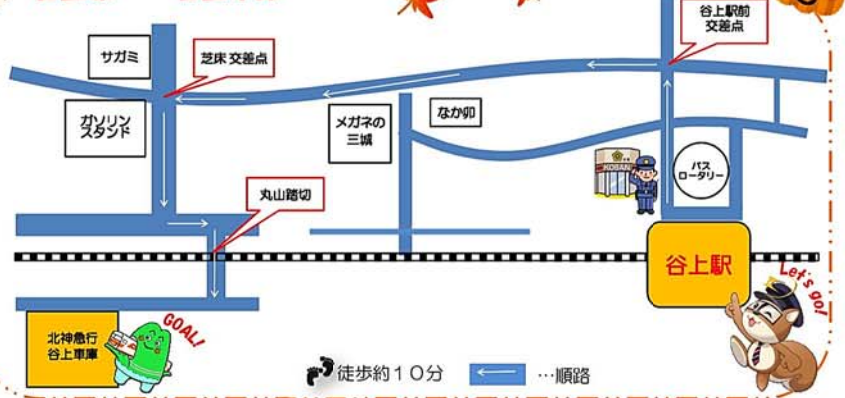 谷上駅前
交差点
サガミ
芝床 交差点
ガソリン
スタンド
メガネの
三城
なか卯
KOBAN
バス
ロータリー
丸山踏切
谷上駅
Let's go!
北神急行
谷上車庫
GOAL!
徒歩約10分
…順路